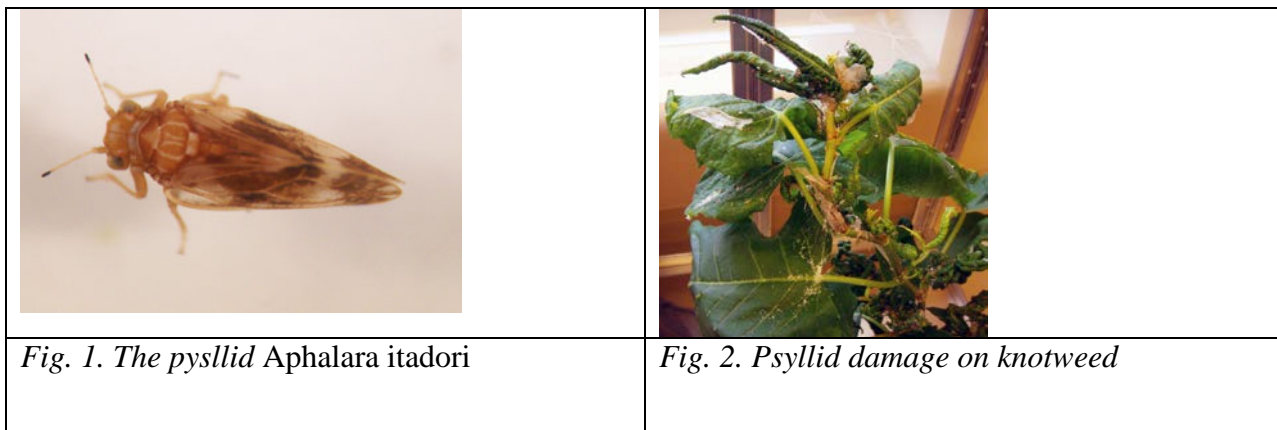 Fig. 1. The pysllid Aphalara itadori
Fig. 2. Psyllid damage on knotweed